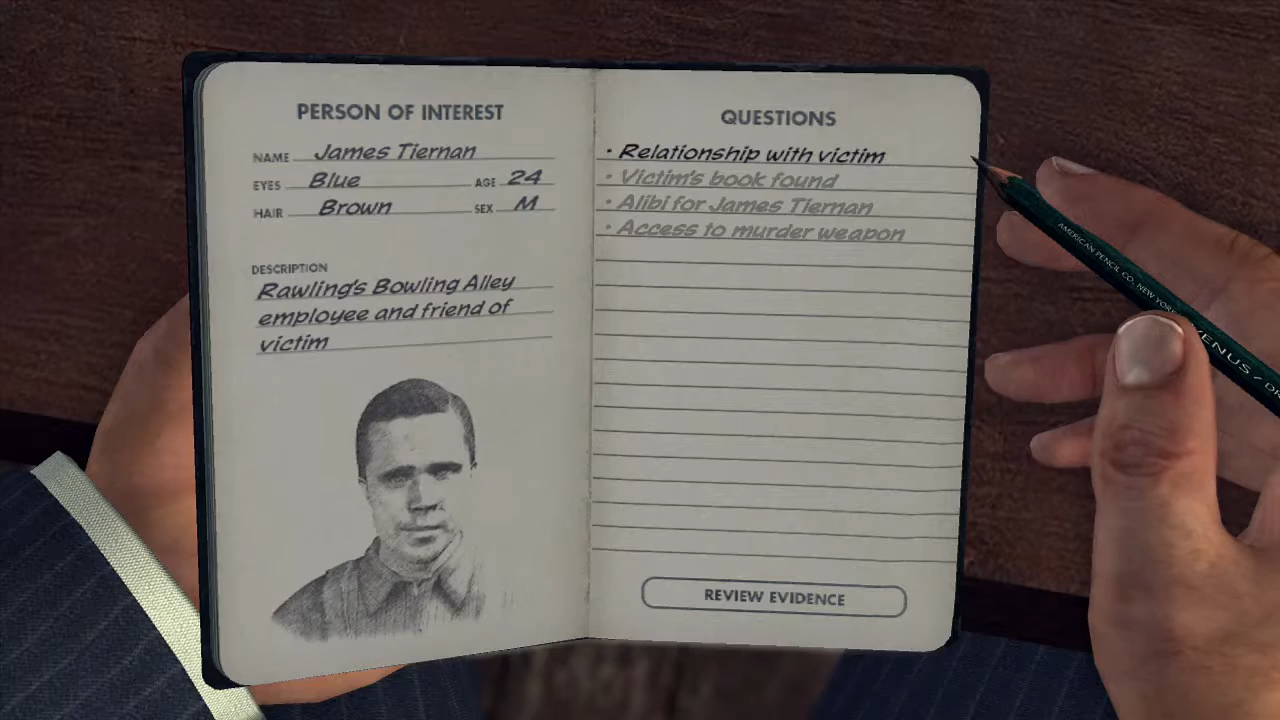 PERSON OF INTEREST
NAME James Tiernan
EYES Blue AGE 24
HAIR Brown SEX M
DESCRIPTION
Rawling's Bowling Alley
employee and friend of
victim
QUESTIONS
• Relationship with victim
• Victim's book found
• Alibi for James Tiernan
• Access to murder weapon
REVIEW EVIDENCE
AMERICAN PENCIL CO. NEW YORK
VENUS / DR